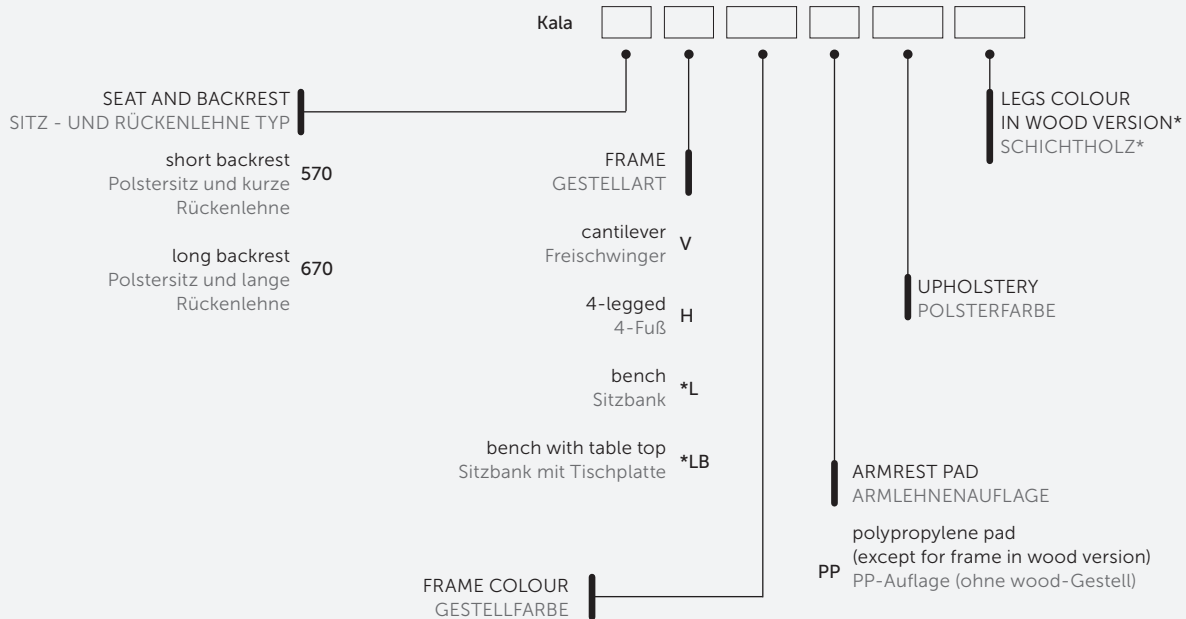 Kala
SEAT AND BACKREST
SITZ - UND RÜCKENLEHNE TYP
short backrest
Polstersitz und kurze
Rückenlehne
570
long backrest
Polstersitz und lange
Rückenlehne
670
FRAME
GESTELLART
cantilever
Freischwinger
V
4-legged
4-Fuß
H
bench
Sitzbank
*L
bench with table top
Sitzbank mit Tischplatte
*LB
FRAME COLOUR
GESTELLFARBE
ARMREST PAD
ARMLEHNENAUFLAGE
PP
polypropylene pad
(except for frame in wood version)
PP-Auflage (ohne wood-Gestell)
UPHOLSTERY
POLSTERFARBE
LEGS COLOUR
IN WOOD VERSION*
SCHICHTHOLZ*